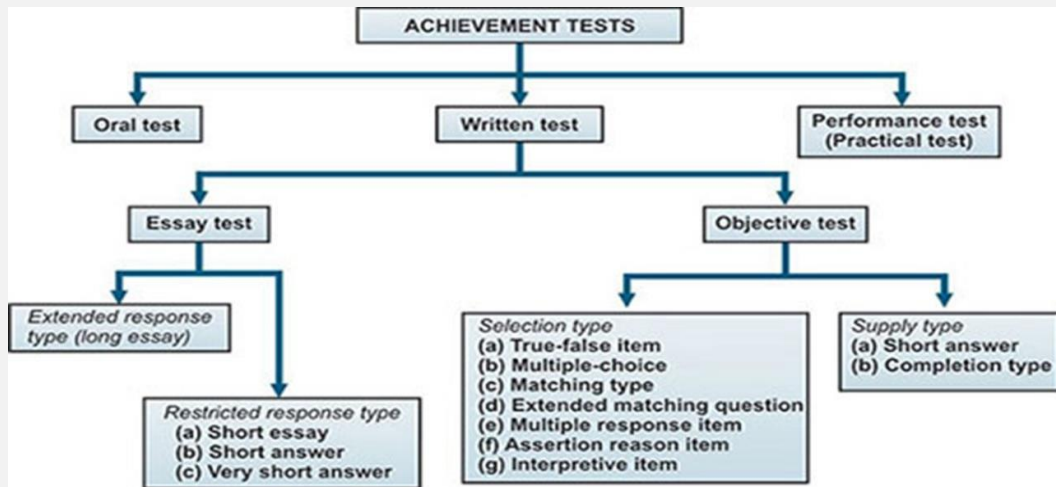 ACHIEVEMENT TESTS
Oral test
Written test
Performance test
(Practical test)
Essay test
Objective test
Extended response
type (long essay)
Restricted response type
(a) Short essay
(b) Short answer
(c) Very short answer
Selection type
(a) True-false item
(b) Multiple-choice
(c) Matching type
(d) Extended matching question
(e) Multiple response item
(f) Assertion reason item
(g) Interpretive item
Supply type
(a) Short answer
(b) Completion type